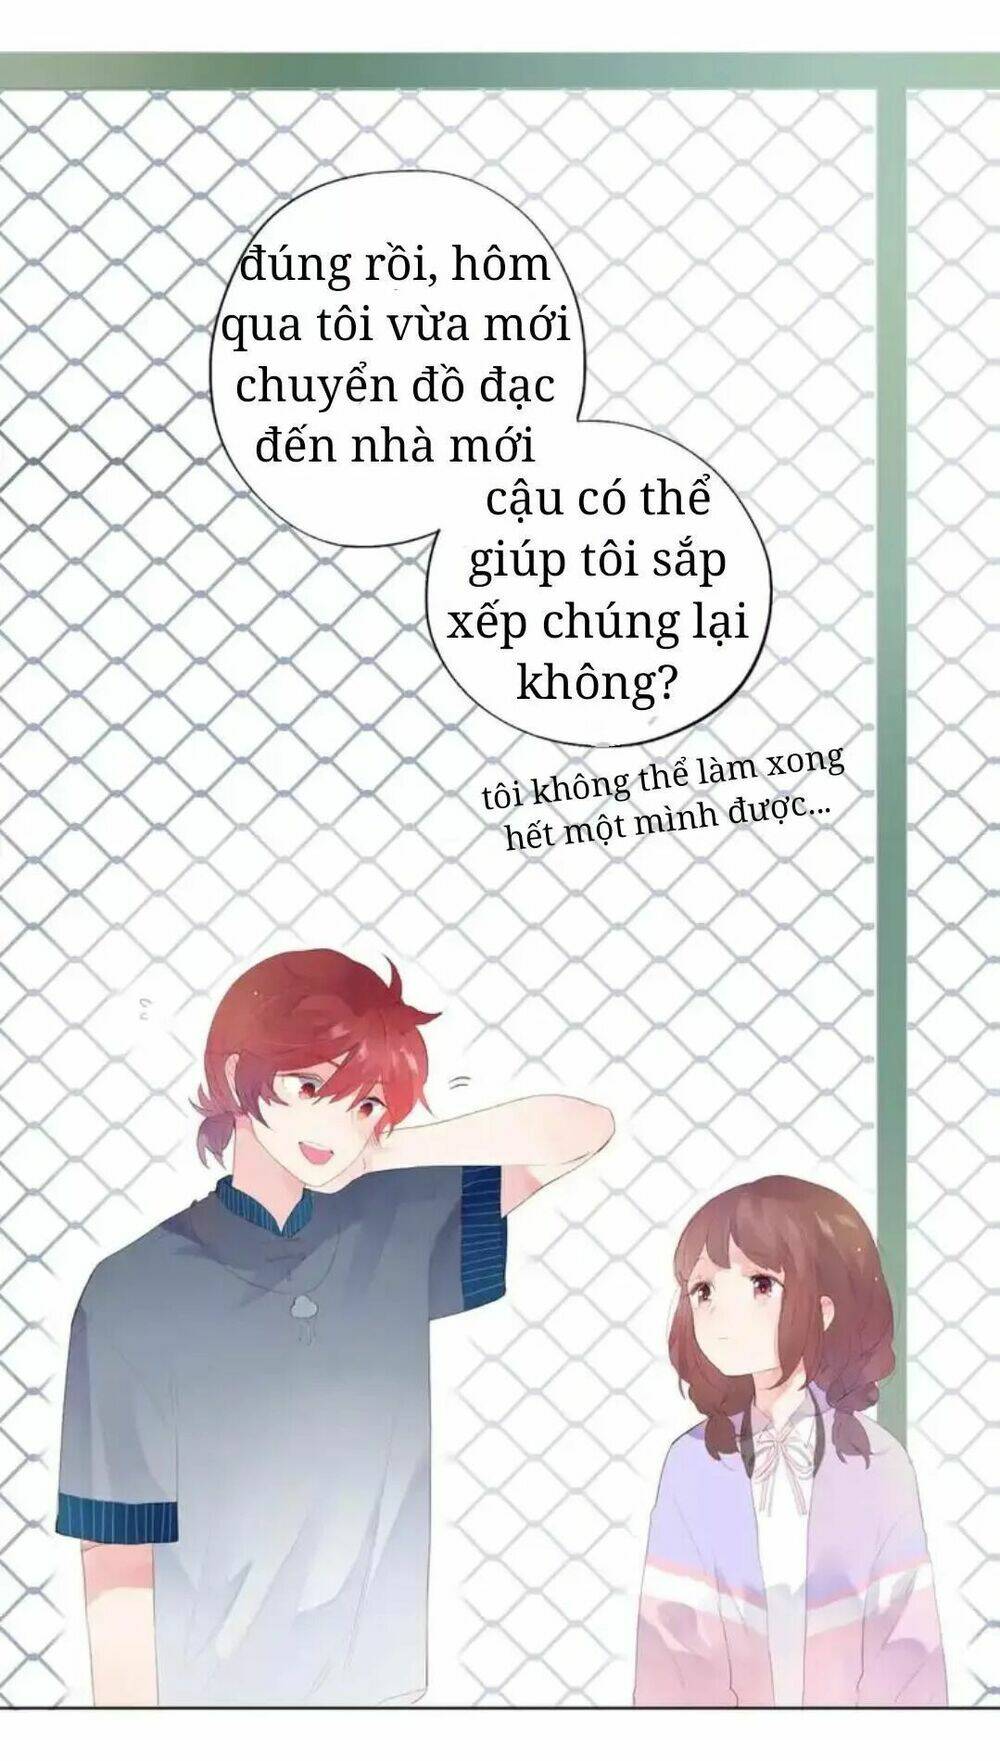 đúng rồi, hôm
qua tôi vừa mới
chuyển đồ đạc
đến nhà mới
cậu có thể
giúp tôi sắp
xếp chúng lại
không?
tôi không thể làm xong
hết một mình được...